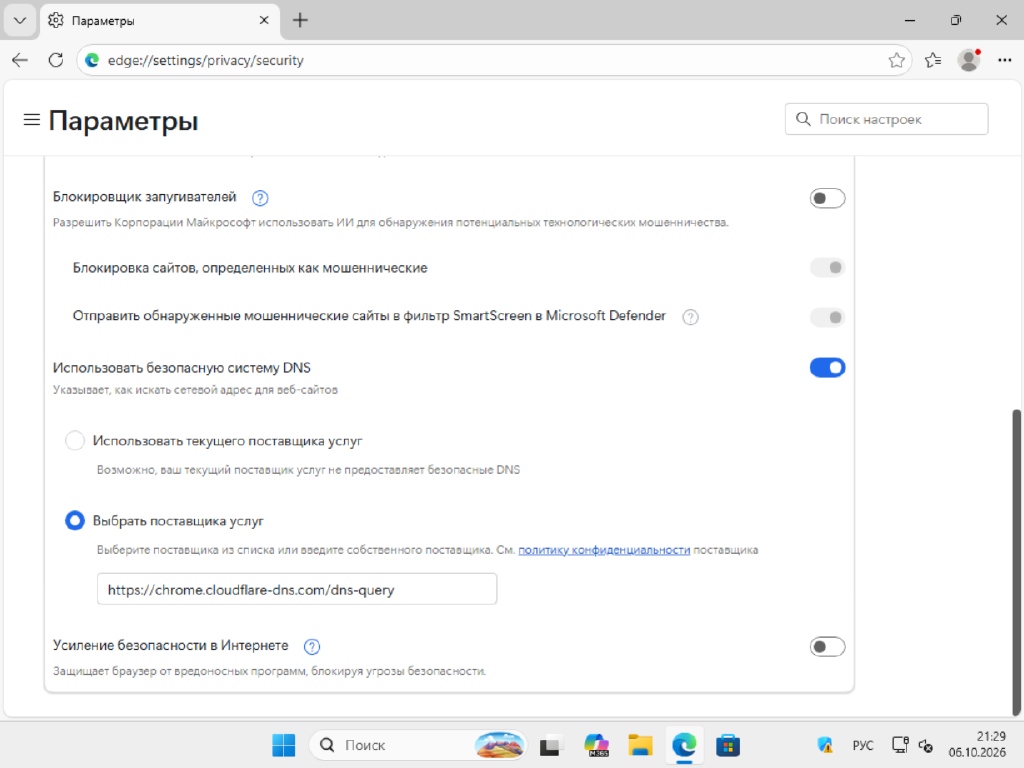 Параметры
edge://settings/privacy/security
Параметры
Поиск настроек
Блокировщик запугивателей
Разрешить Корпорации Майкрософт использовать ИИ для обнаружения потенциальных технологических мошенничества.
Блокировка сайтов, определенных как мошеннические
Отправить обнаруженные мошеннические сайты в фильтр SmartScreen в Microsoft Defender
Использовать безопасную систему DNS
Указывает, как искать сетевой адрес для веб-сайтов
Использовать текущего поставщика услуг
Возможно, ваш текущий поставщик услуг не предоставляет безопасные DNS
Выбрать поставщика услуг
Выберите поставщика из списка или введите собственного поставщика. См. политику конфиденциальности поставщика
https://chrome.cloudflare-dns.com/dns-query
Усиление безопасности в Интернете
Защищает браузер от вредоносных программ, блокируя угрозы безопасности.
Поиск
M365
РУС
21:29
06.10.2026